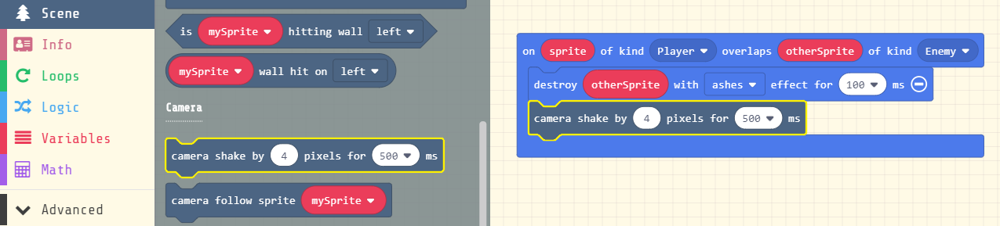 Scene
Info
Loops
Logic
Variables
Math
Advanced
is mySprite hitting wall left
mySprite wall hit on left
Camera
camera shake by 4 pixels for 500 ms
camera follow sprite mySprite
on sprite of kind Player overlaps otherSprite of kind Enemy
destroy otherSprite with ashes effect for 100 ms
camera shake by 4 pixels for 500 ms